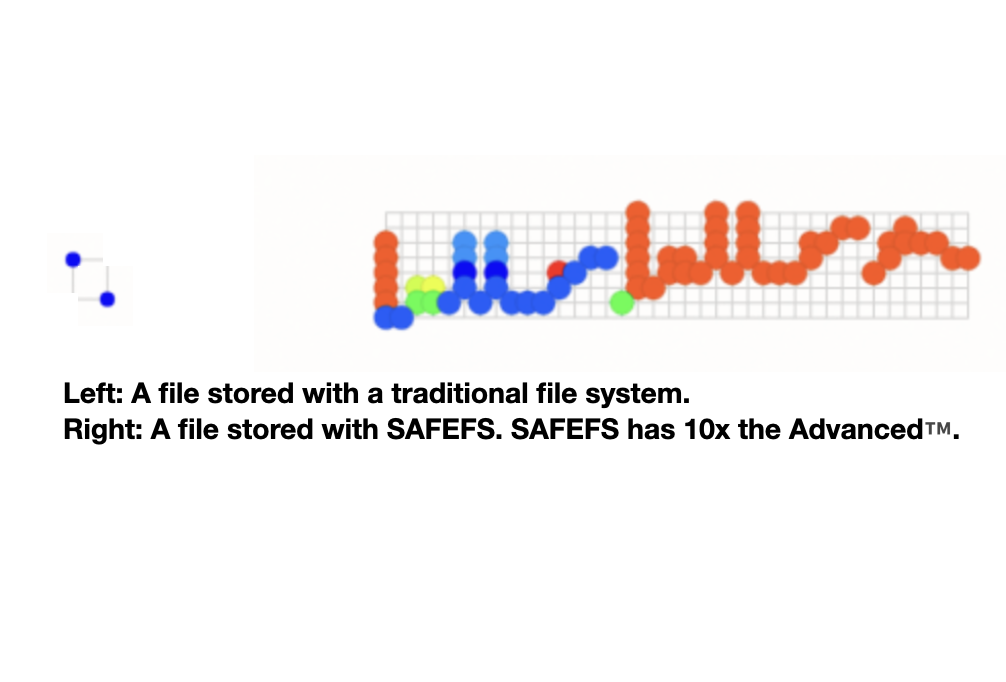 Left: A file stored with a traditional file system.
Right: A file stored with SAFEFS. SAFEFS has 10x the Advanced™.